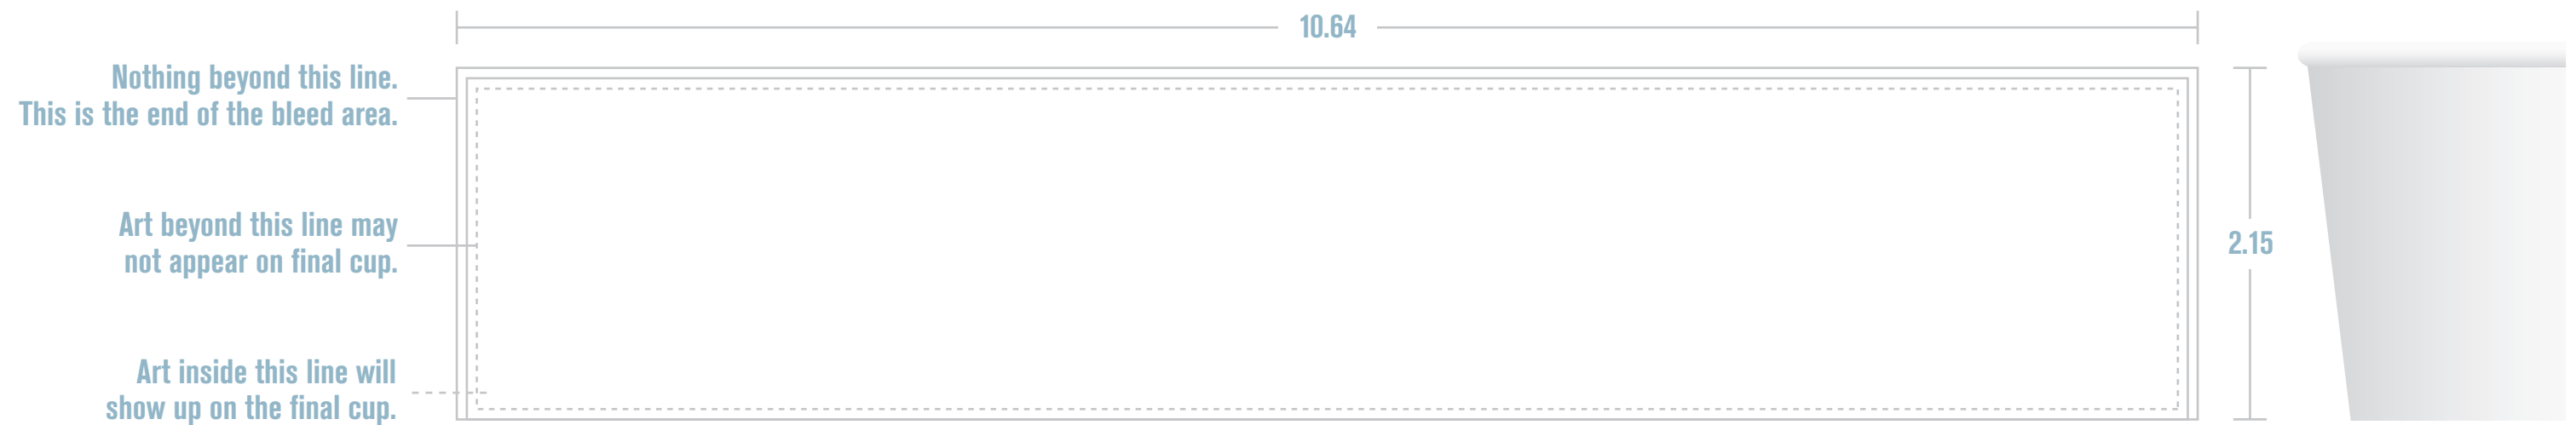 10.64
Nothing beyond this line.
This is the end of the bleed area.
Art beyond this line may
not appear on final cup.
2.15
Art inside this line will
show up on the final cup.